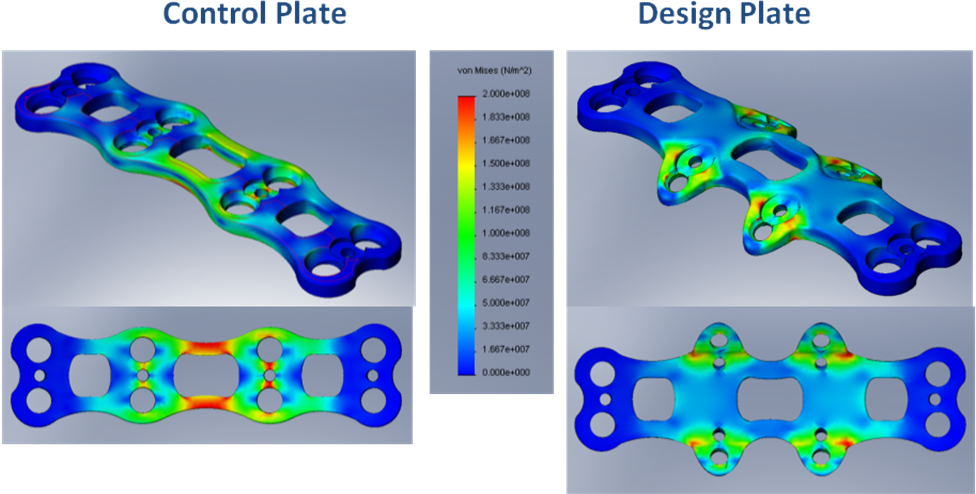 Control Plate
Design Plate
von Mises (N/m^2)
2.000e+008
1.833e+008
1.667e+008
1.500e+008
1.333e+008
1.167e+008
1.000e+008
8.333e+007
6.667e+007
5.000e+007
3.333e+007
1.667e+007
0.000e+000